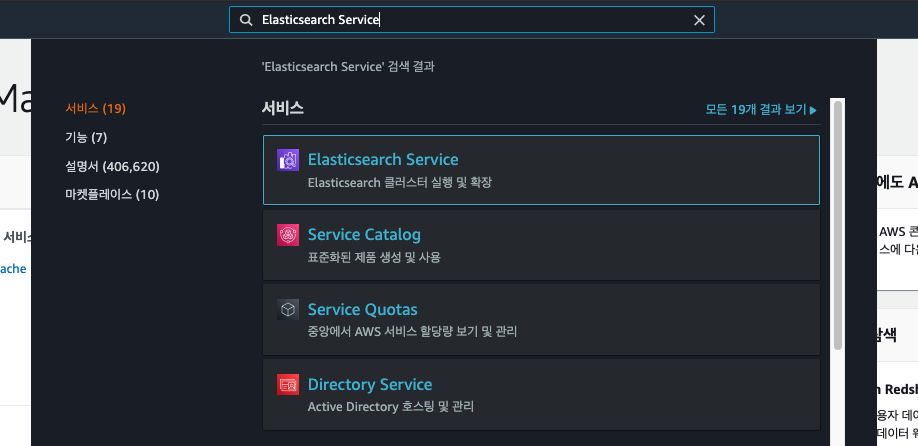 Elasticsearch Service
'Elasticsearch Service' 검색 결과
서비스 (19)
기능 (7)
설명서 (406,620)
마켓플레이스 (10)
서비스
모든 19개 결과 보기
Elasticsearch Service
Elasticsearch 클러스터 실행 및 확장
Service Catalog
표준화된 제품 생성 및 사용
Service Quotas
중앙에서 AWS 서비스 할당량 보기 및 관리
Directory Service
Active Directory 호스팅 및 관리
Ma
서비스
ache
에도 A
AWS 콘
스에 다운
탐색
n Redsh
용자 데이
데이터 워